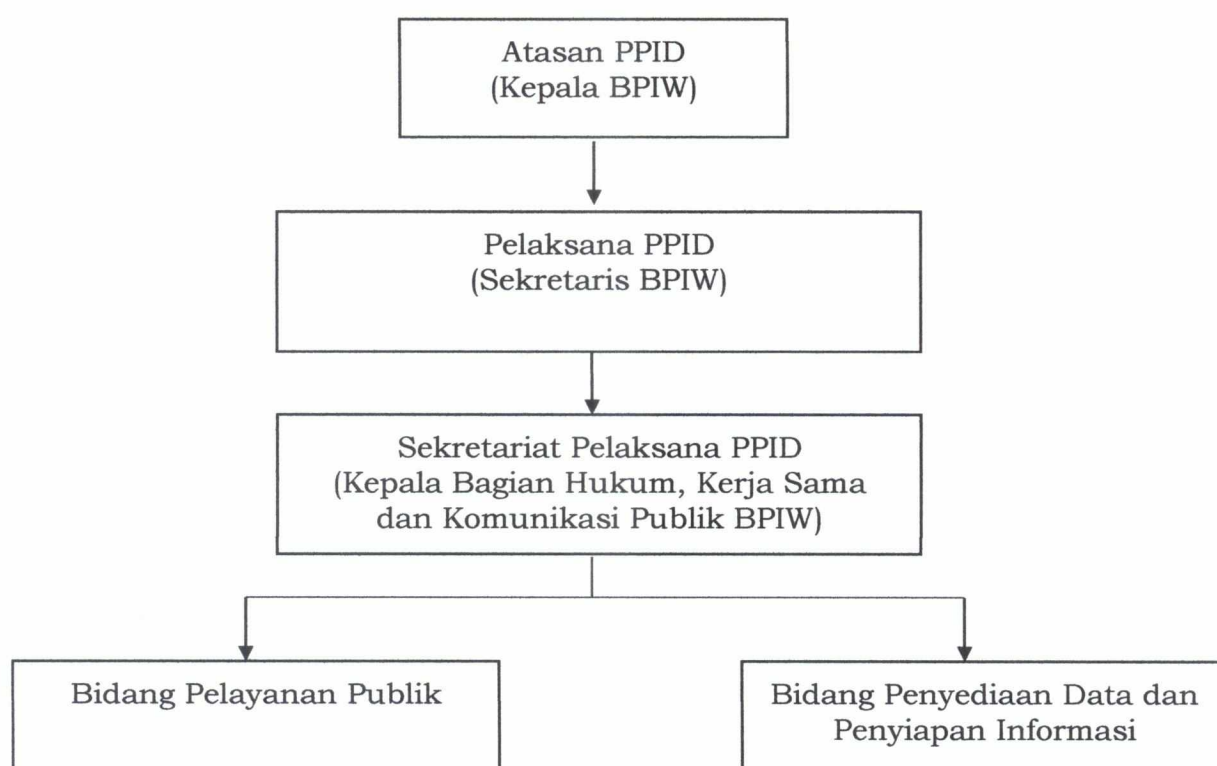 Atasan PPID
(Kepala BPIW)
Pelaksana PPID
(Sekretaris BPIW)
Sekretariat Pelaksana PPID
(Kepala Bagian Hukum, Kerja Sama
dan Komunikasi Publik BPIW)
Bidang Pelayanan Publik
Bidang Penyediaan Data dan
Penyiapan Informasi